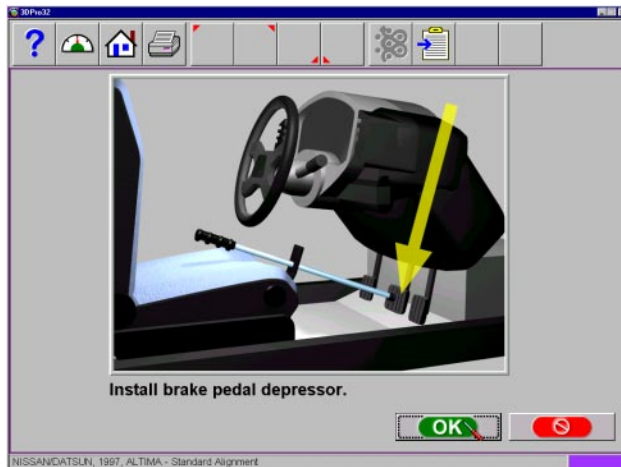 3DPro32
?
Install brake pedal depressor.
OK
NISSAN/DATSUN, 1997, ALTIMA - Standard Alignment